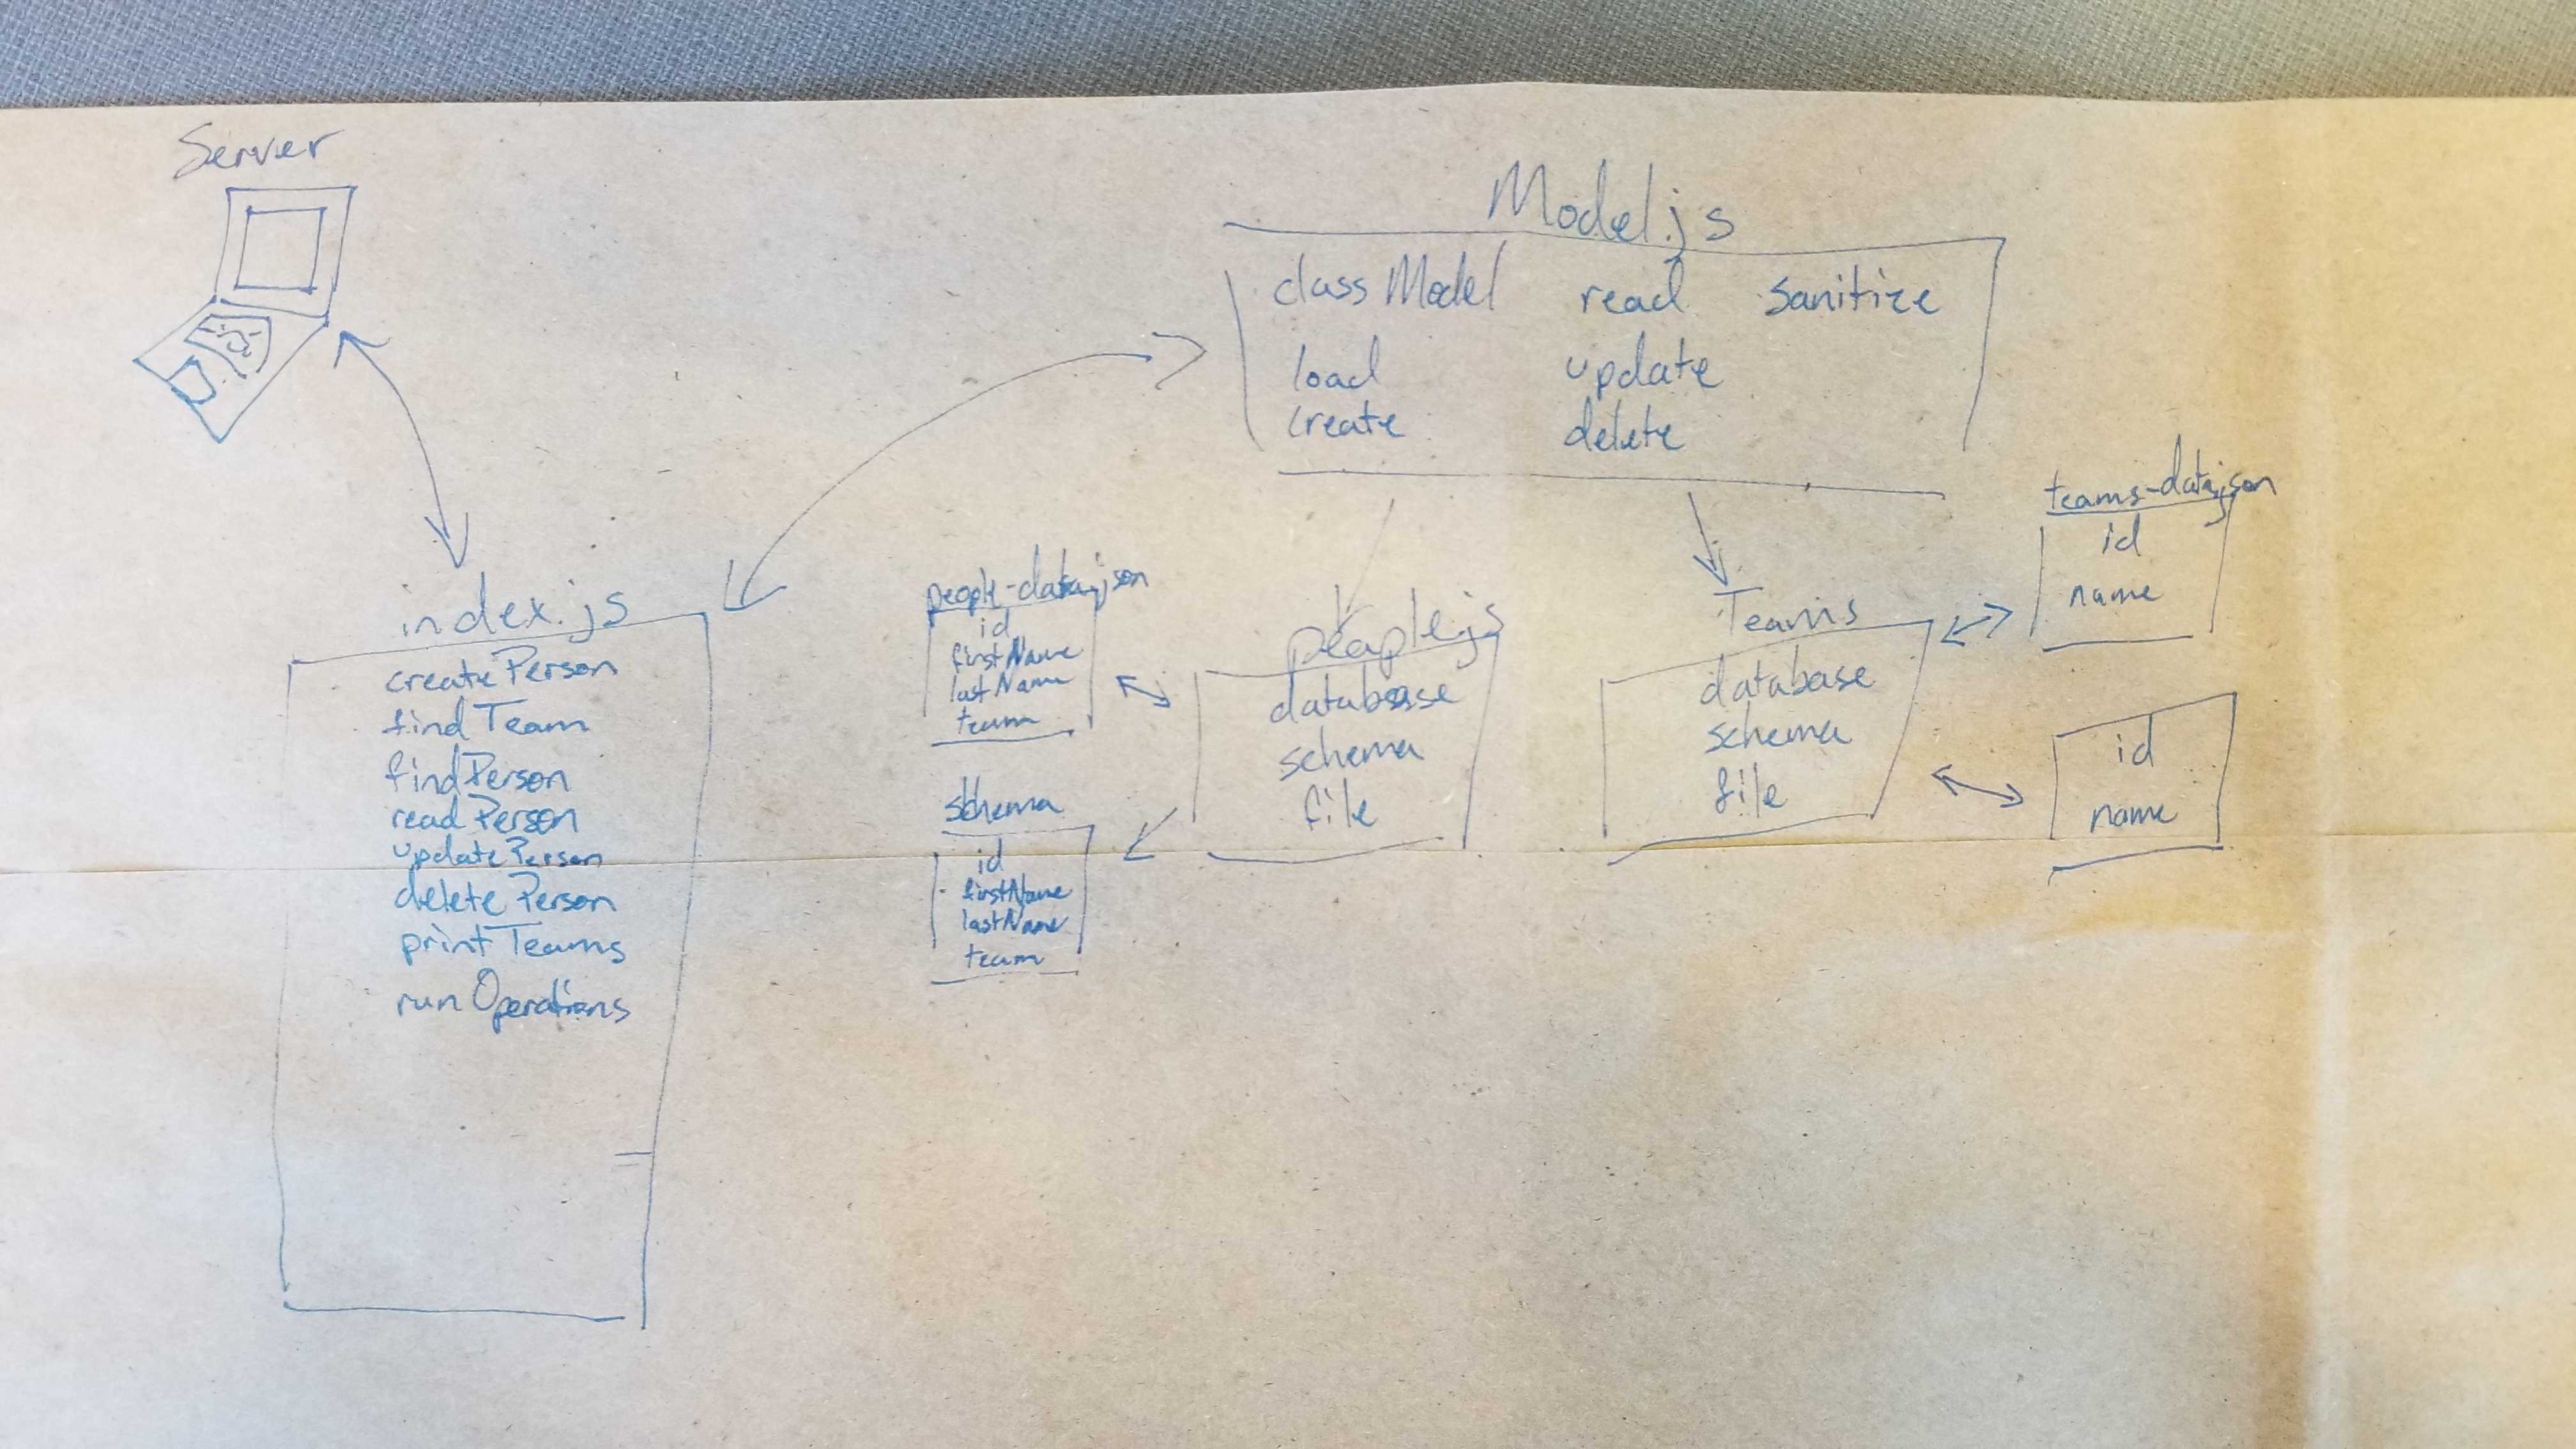 Server
Model.js
class Model read sanitize
load update
create delete
index.js
createPerson
findTeam
findPerson
readPerson
updatePerson
deletePerson
printTeams
runOperations
people-data.json
id
firstName
lastName
team
schema
id
firstName
lastName
team
people.js
database
schema
file
Teams
database
schema
file
teams-data.json
id
name
id
name